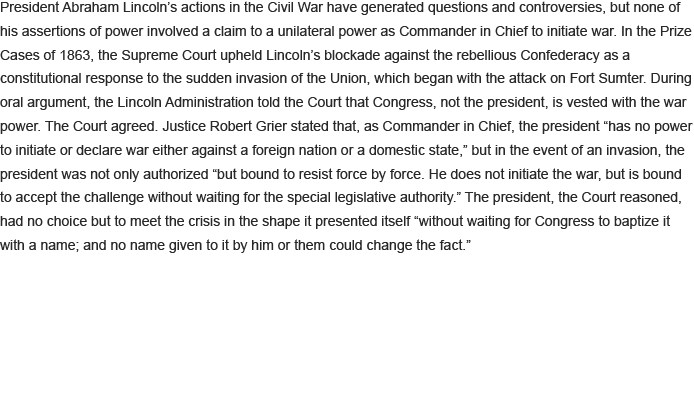 President Abraham Lincoln’s actions in the Civil War have generated questions and controversies, but none of
his assertions of power involved a claim to a unilateral power as Commander in Chief to initiate war. In the Prize
Cases of 1863, the Supreme Court upheld Lincoln’s blockade against the rebellious Confederacy as a
constitutional response to the sudden invasion of the Union, which began with the attack on Fort Sumter. During
oral argument, the Lincoln Administration told the Court that Congress, not the president, is vested with the war
power. The Court agreed. Justice Robert Grier stated that, as Commander in Chief, the president “has no power
to initiate or declare war either against a foreign nation or a domestic state,” but in the event of an invasion, the
president was not only authorized “but bound to resist force by force. He does not initiate the war, but is bound
to accept the challenge without waiting for the special legislative authority.” The president, the Court reasoned,
had no choice but to meet the crisis in the shape it presented itself “without waiting for Congress to baptize it
with a name; and no name given to it by him or them could change the fact.”